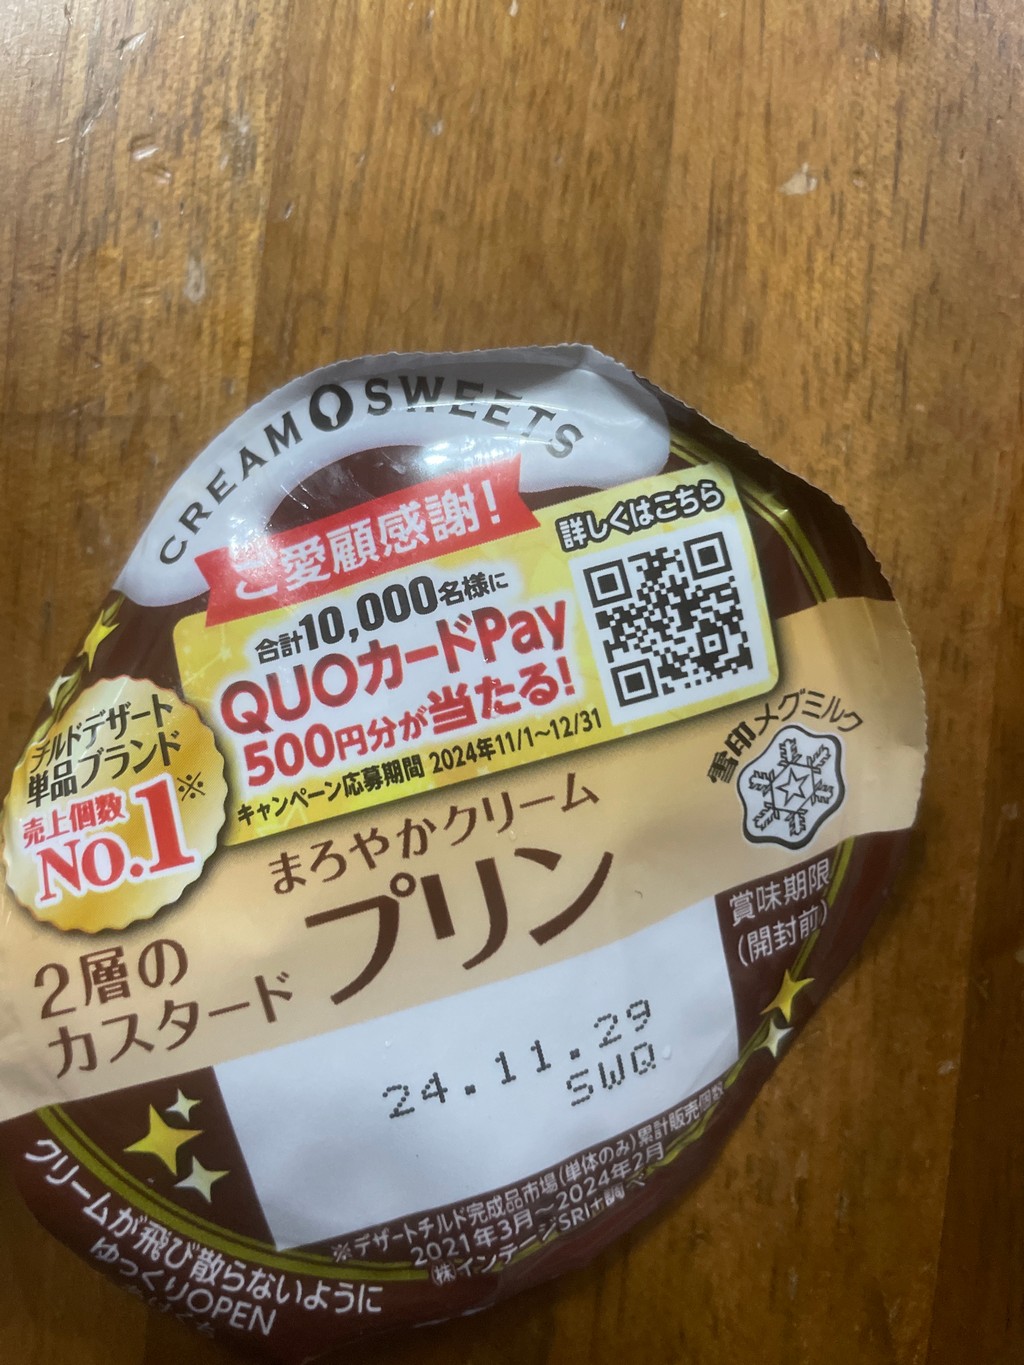 CREAM SWEETS
ご愛顧感謝!
合計10,000名様に
QUOカードPay
500円分が当たる!
キャンペーン応募期間 2024年11/1~12/31
詳しくはこちら
チルドデザート
単品ブランド
売上個数
No.1※
雪印メグミルク
まろやかクリーム
プリン
2層の
カスタード
賞味期限
(開封前)
24.11.29
SWQ
※デザートチルド完成品市場(単体のみ)累計販売個数
2021年3月~2024年2月
㈱インテージSRI+調べ
クリームが飛び散らないように
ゆっくりOPEN